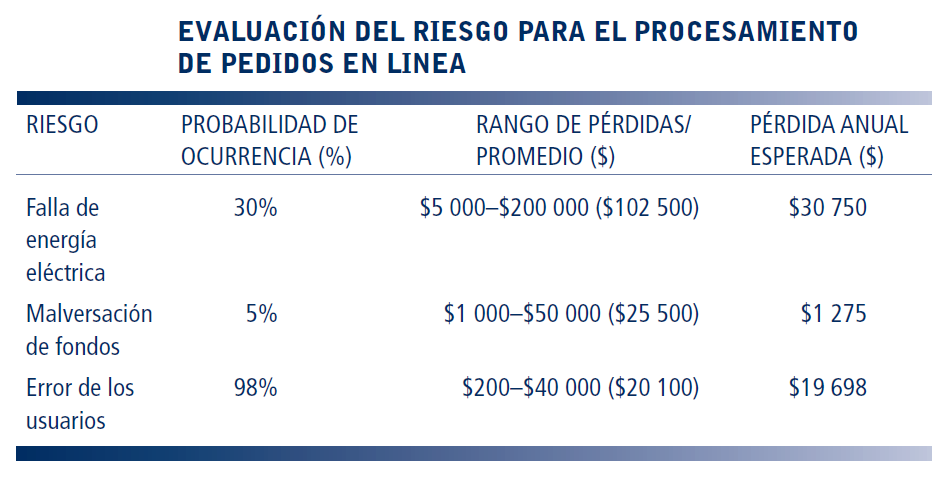 EVALUACIÓN DEL RIESGO PARA EL PROCESAMIENTO
DE PEDIDOS EN LINEA
RIESGO PROBABILIDAD DE RANGO DE PÉRDIDAS/ PÉRDIDA ANUAL
OCURRENCIA (%) PROMEDIO ($) ESPERADA ($)
Falla de 30% $5 000–$200 000 ($102 500) $30 750
energía
eléctrica
Malversación 5% $1 000–$50 000 ($25 500) $1 275
de fondos
Error de los 98% $200–$40 000 ($20 100) $19 698
usuarios